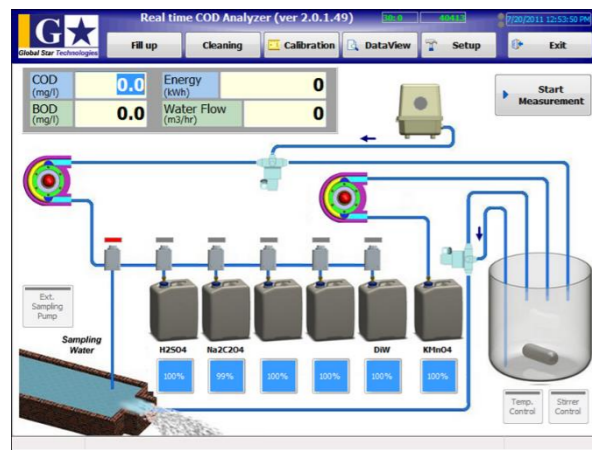 Real time COD Analyzer (ver 2.0.1.49)
30: 0
40413
7/20/2011 12:53:50 PM
IG
Global Star Technologies
Fill up
Cleaning
Calibration
DataView
Setup
Exit
COD (mg/l)
0.0
Energy (kWh)
0
BOD (mg/l)
0.0
Water Flow (m3/hr)
0
Start Measurement
Ext. Sampling Pump
Sampling Water
H2SO4
Na2C2O4
DiW
KMnO4
100%
99%
100%
100%
100%
100%
Temp. Control
Stirrer Control